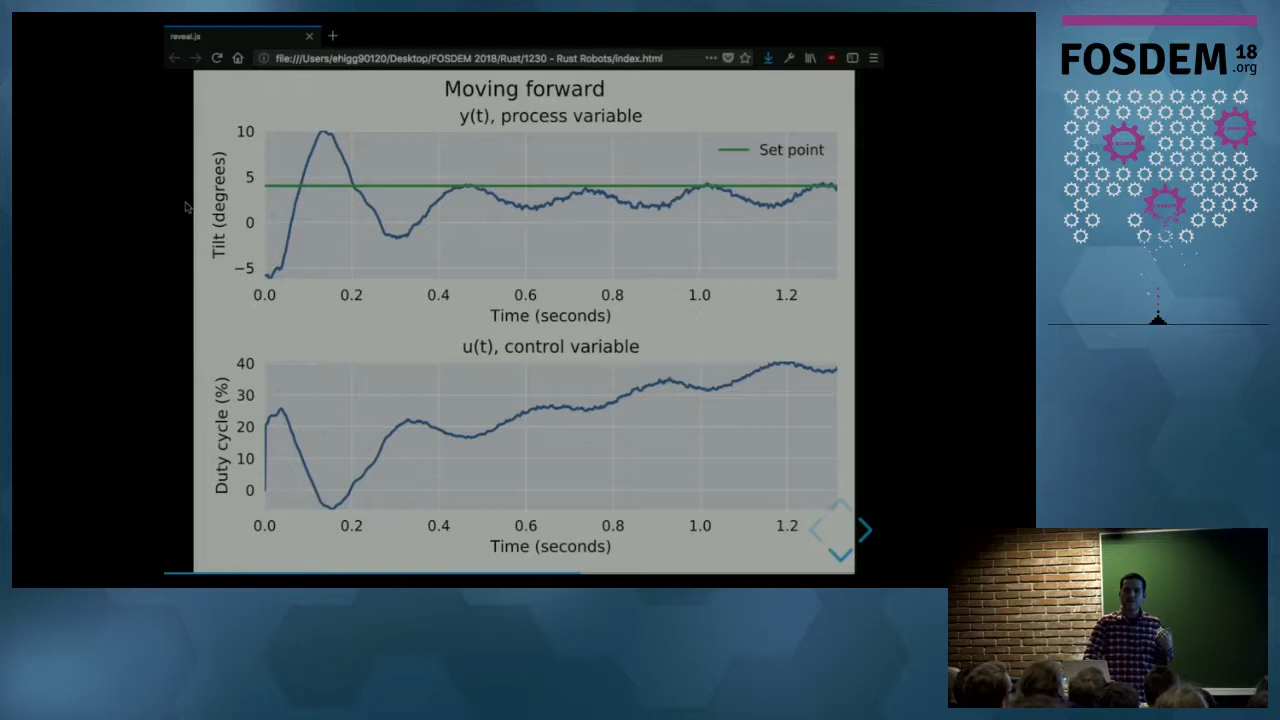 reveal.js
file:///Users/ehigg90120/Desktop/FOSDEM 2018/Rust/1230 - Rust Robots/index.html
Moving forward
y(t), process variable
Set point
Tilt (degrees)
10
5
0
−5
0.0 0.2 0.4 0.6 0.8 1.0 1.2
Time (seconds)
u(t), control variable
Duty cycle (%)
40
30
20
10
0
0.0 0.2 0.4 0.6 0.8 1.0 1.2
Time (seconds)
FOSDEM 18
.org